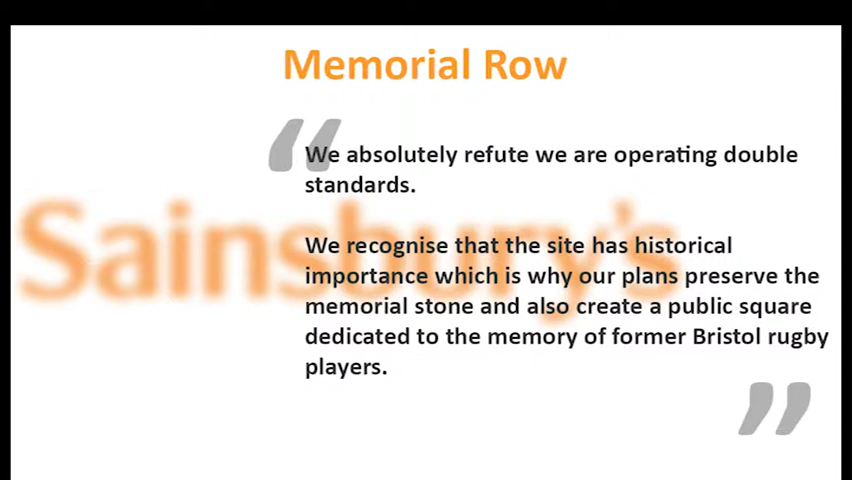 Memorial Row
“
We absolutely refute we are operating double
standards.
Sainsbury's
We recognise that the site has historical
importance which is why our plans preserve the
memorial stone and also create a public square
dedicated to the memory of former Bristol rugby
players.
”